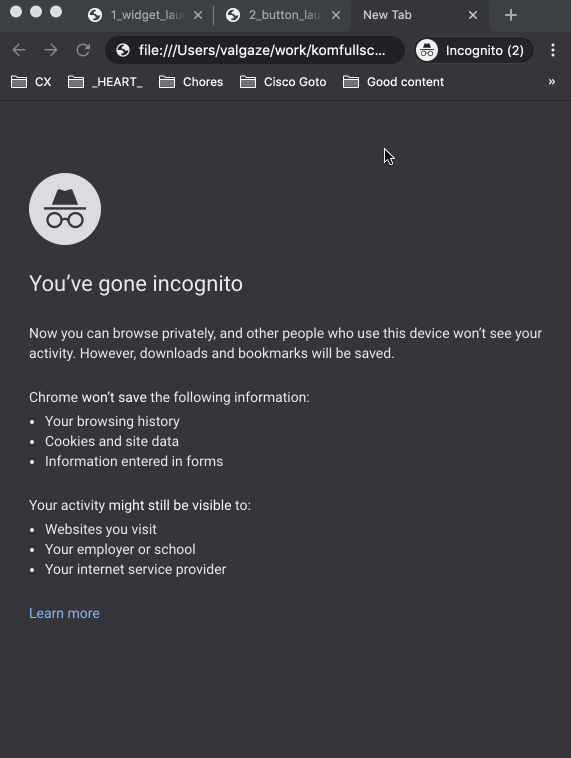 1_widget_lau
2_button_lau
New Tab
file:///Users/valgaze/work/komfullsc...
Incognito (2)
CX
_HEART_
Chores
Cisco Goto
Good content
»
You've gone incognito
Now you can browse privately, and other people who use this device won't see your
activity. However, downloads and bookmarks will be saved.
Chrome won't save the following information:
• Your browsing history
• Cookies and site data
• Information entered in forms
Your activity might still be visible to:
• Websites you visit
• Your employer or school
• Your internet service provider
Learn more